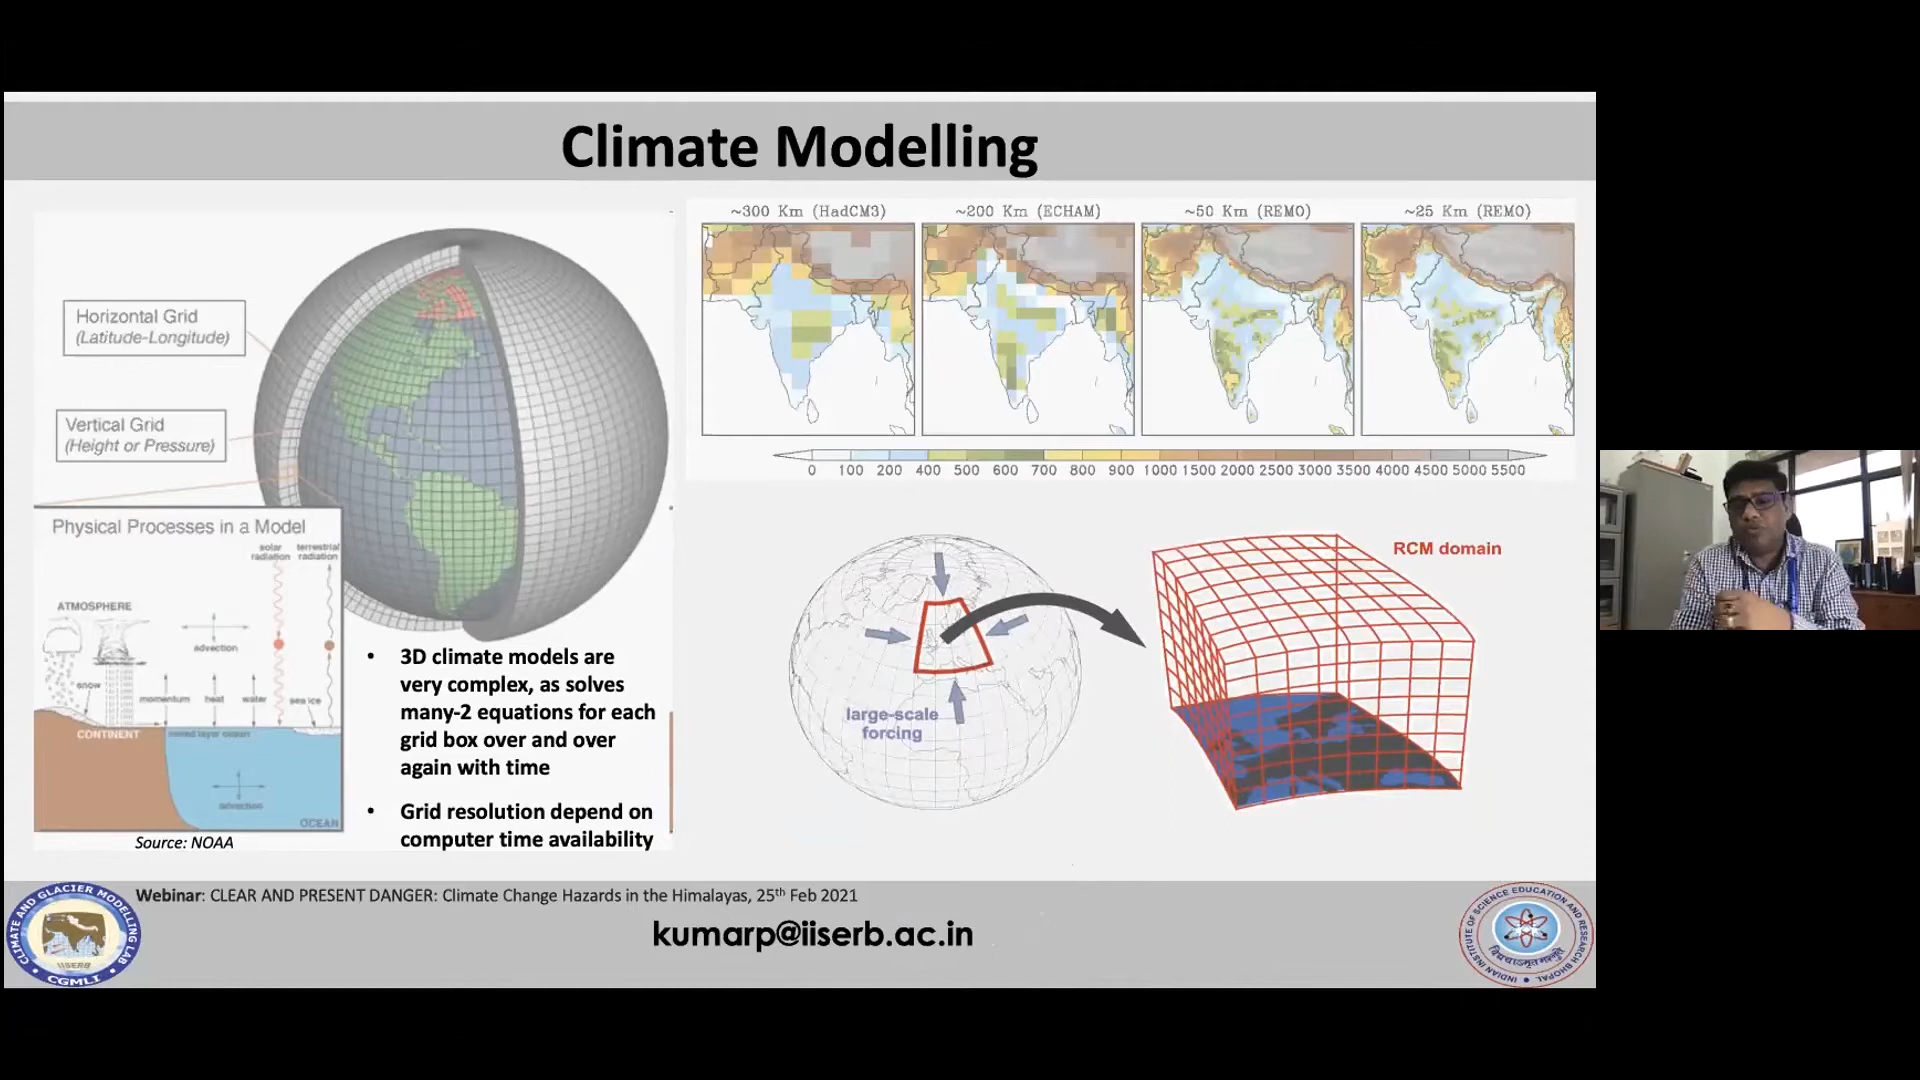 Climate Modelling
Horizontal Grid
(Latitude-Longitude)
Vertical Grid
(Height or Pressure)
Physical Processes in a Model
solar
radiation
terrestrial
radiation
ATMOSPHERE
advection
snow
momentum
heat
water
sea ice
CONTINENT
mixed layer ocean
advection
OCEAN
Source: NOAA
• 3D climate models are
very complex, as solves
many-2 equations for each
grid box over and over
again with time
• Grid resolution depend on
computer time availability
~300 Km (HadCM3)
~200 Km (ECHAM)
~50 Km (REMO)
~25 Km (REMO)
0 100 200 400 500 600 700 800 900 1000 1500 2000 2500 3000 3500 4000 4500 5000 5500
large-scale
forcing
RCM domain
Webinar: CLEAR AND PRESENT DANGER: Climate Change Hazards in the Himalayas, 25th Feb 2021
kumarp@iiserb.ac.in
CLIMATE AND GLACIER MODELLING LAB
IISERB
CGMLI
INDIAN INSTITUTE OF SCIENCE EDUCATION AND RESEARCH BHOPAL